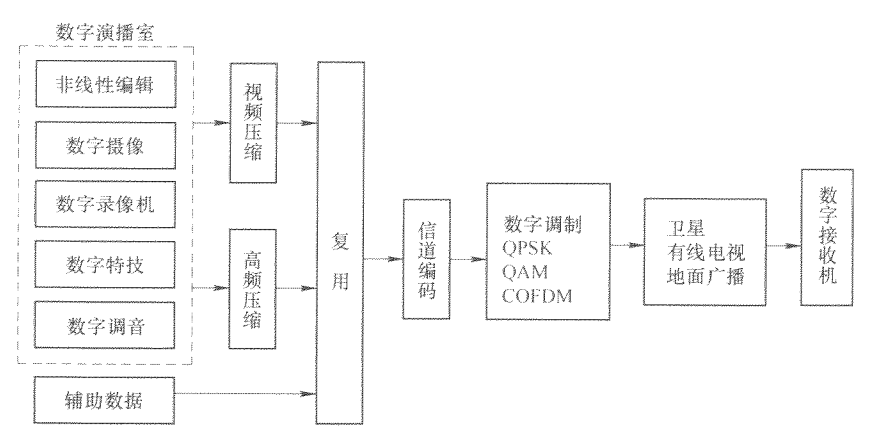 数字演播室
非线性编辑
数字摄像
数字录像机
数字特技
数字调音
辅助数据
视频压缩
高频压缩
复用
信道编码
数字调制
QPSK
QAM
COFDM
卫星
有线电视
地面广播
数字接收机